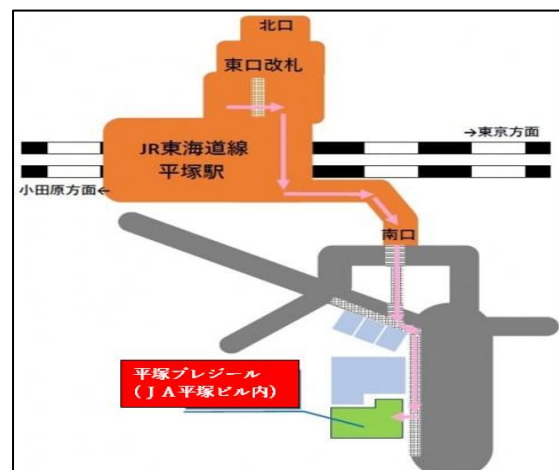 北口
東口改札
→東京方面
JR東海道線
平塚駅
小田原方面←
南口
平塚プレジール
（ＪＡ平塚ビル内）